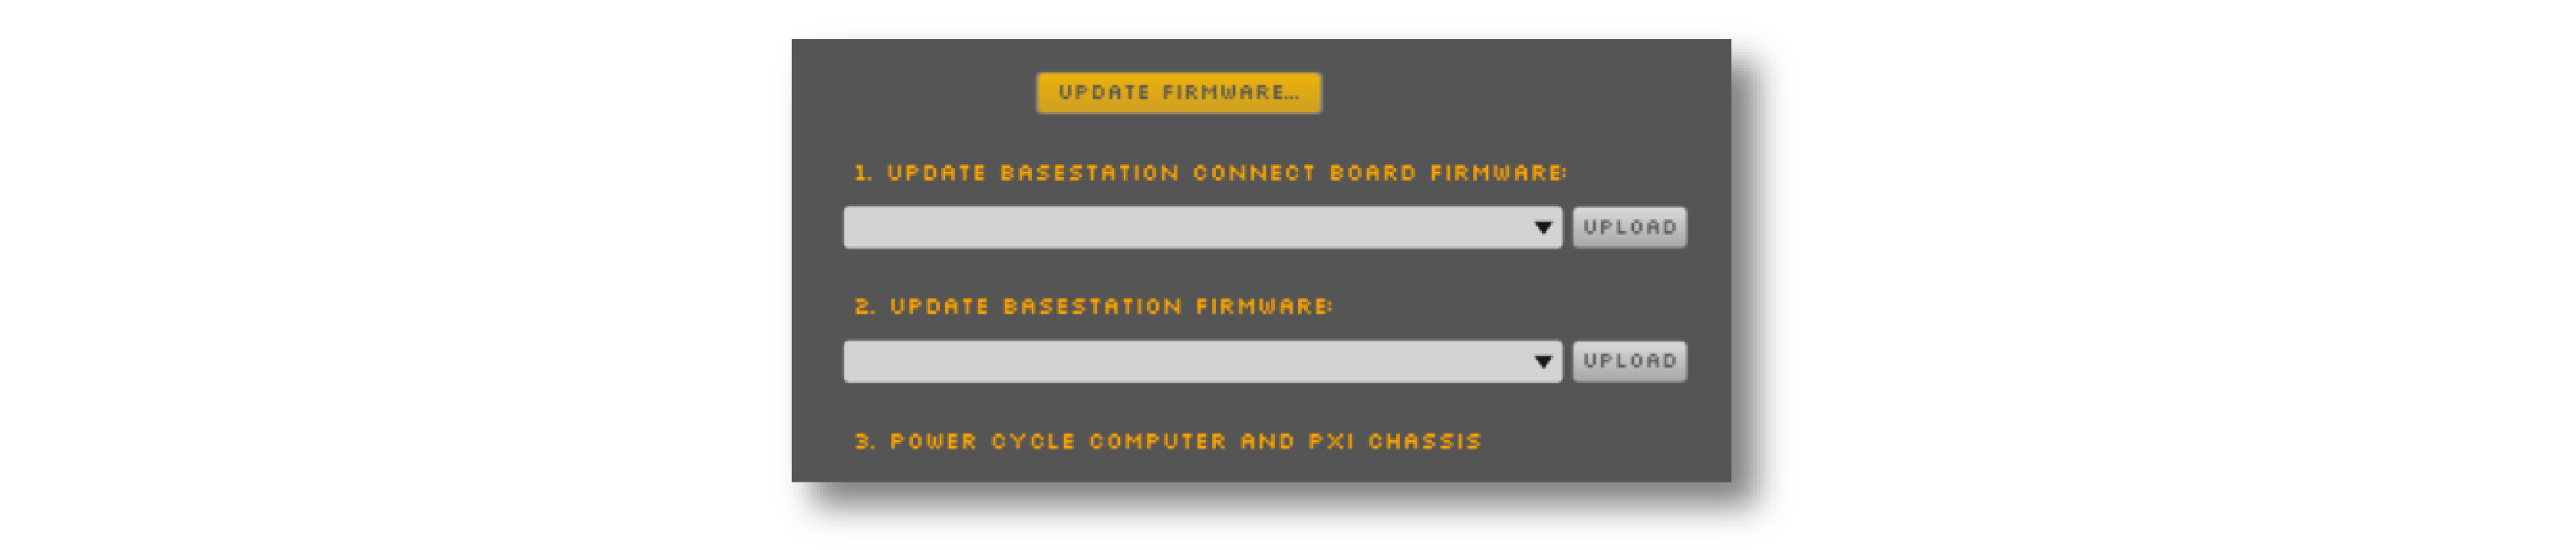 UPDATE FIRMWARE...
1. UPDATE BASESTATION CONNECT BOARD FIRMWARE:
UPLOAD
2. UPDATE BASESTATION FIRMWARE:
UPLOAD
3. POWER CYCLE COMPUTER AND PXI CHASSIS